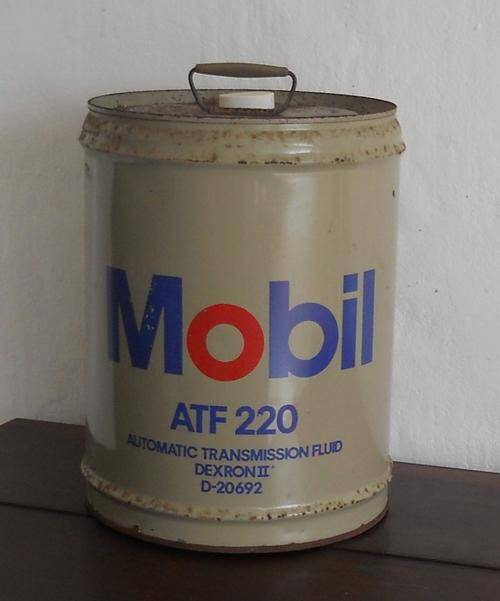 Mobil
ATF 220
AUTOMATIC TRANSMISSION FLUID
DEXRON II
D-20692